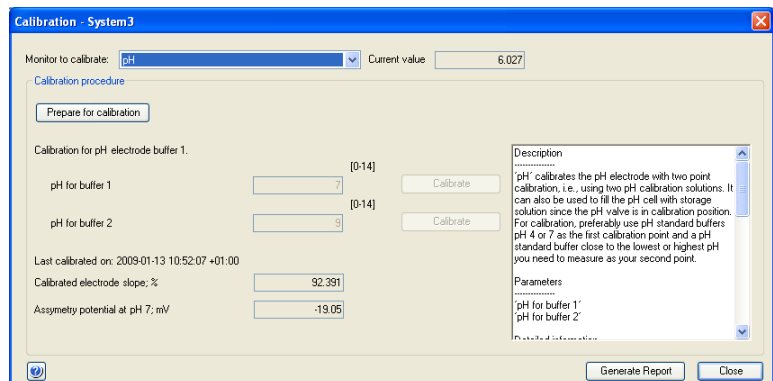 Calibration - System3
Monitor to calibrate: pH Current value 6.027
Calibration procedure
Prepare for calibration
Calibration for pH electrode buffer 1.
[0-14]
pH for buffer 1 7 Calibrate
[0-14]
pH for buffer 2 9 Calibrate
Last calibrated on: 2009-01-13 10:52:07 +01:00
Calibrated electrode slope; % 92.391
Assymetry potential at pH 7; mV -19.05
Description
---------------
'pH' calibrates the pH electrode with two point
calibration, i.e., using two pH calibration solutions. It
can also be used to fill the pH cell with storage
solution since the pH valve is in calibration position.
For calibration, preferably use pH standard buffers
pH 4 or 7 as the first calibration point and a pH
standard buffer close to the lowest or highest pH
you need to measure as your second point.
Parameters
---------------
'pH for buffer 1'
'pH for buffer 2'
Detailed information
Generate Report Close